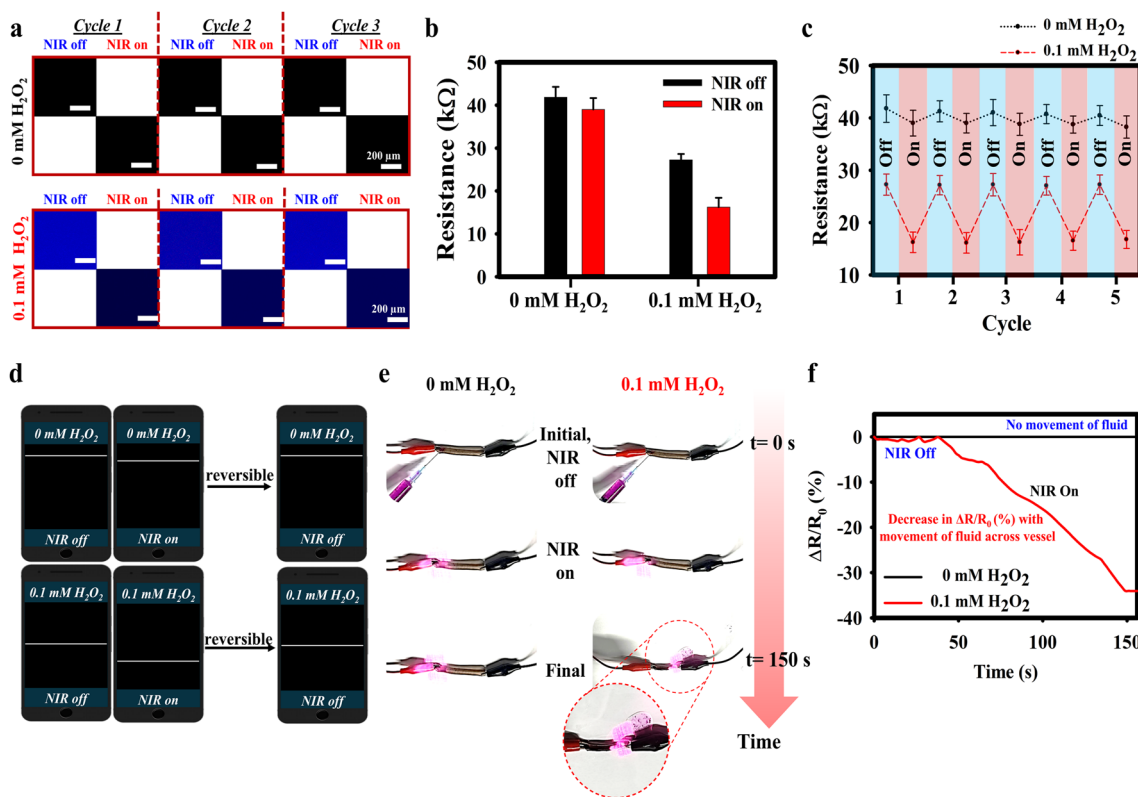 a
Cycle 1 Cycle 2 Cycle 3
NIR off NIR on NIR off NIR on NIR off NIR on
0 mM H₂O₂
200 µm
NIR off NIR on NIR off NIR on NIR off NIR on
0.1 mM H₂O₂
200 µm
b
Resistance (kΩ)
50
40
30
20
10
0
NIR off
NIR on
0 mM H₂O₂ 0.1 mM H₂O₂
c
0 mM H₂O₂
0.1 mM H₂O₂
Resistance (kΩ)
50
40
30
20
10
Off On Off On Off On Off On Off On
1 2 3 4 5
Cycle
d
0 mM H₂O₂ 0 mM H₂O₂ 0 mM H₂O₂
reversible
NIR off NIR on NIR off
0.1 mM H₂O₂ 0.1 mM H₂O₂ 0.1 mM H₂O₂
reversible
NIR off NIR on NIR off
e
0 mM H₂O₂ 0.1 mM H₂O₂
Initial,
NIR
off
t= 0 s
NIR
on
Final
t= 150 s
Time
f
ΔR/R₀ (%)
0
-10
-20
-30
-40
No movement of fluid
NIR Off
NIR On
Decrease in ΔR/R₀ (%) with
movement of fluid across vessel
0 mM H₂O₂
0.1 mM H₂O₂
0 50 100 150
Time (s)